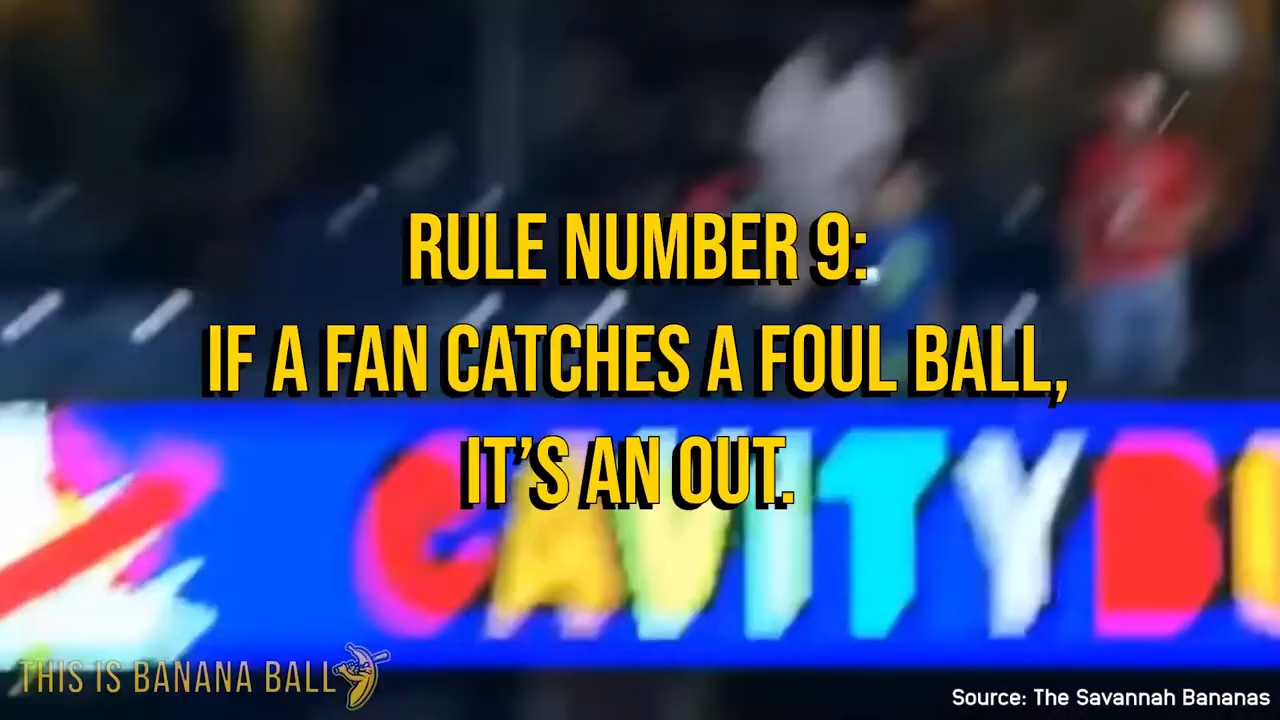 RULE NUMBER 9:
IF A FAN CATCHES A FOUL BALL,
IT'S AN OUT.
CAVITY
THIS IS BANANA BALL
Source: The Savannah Bananas